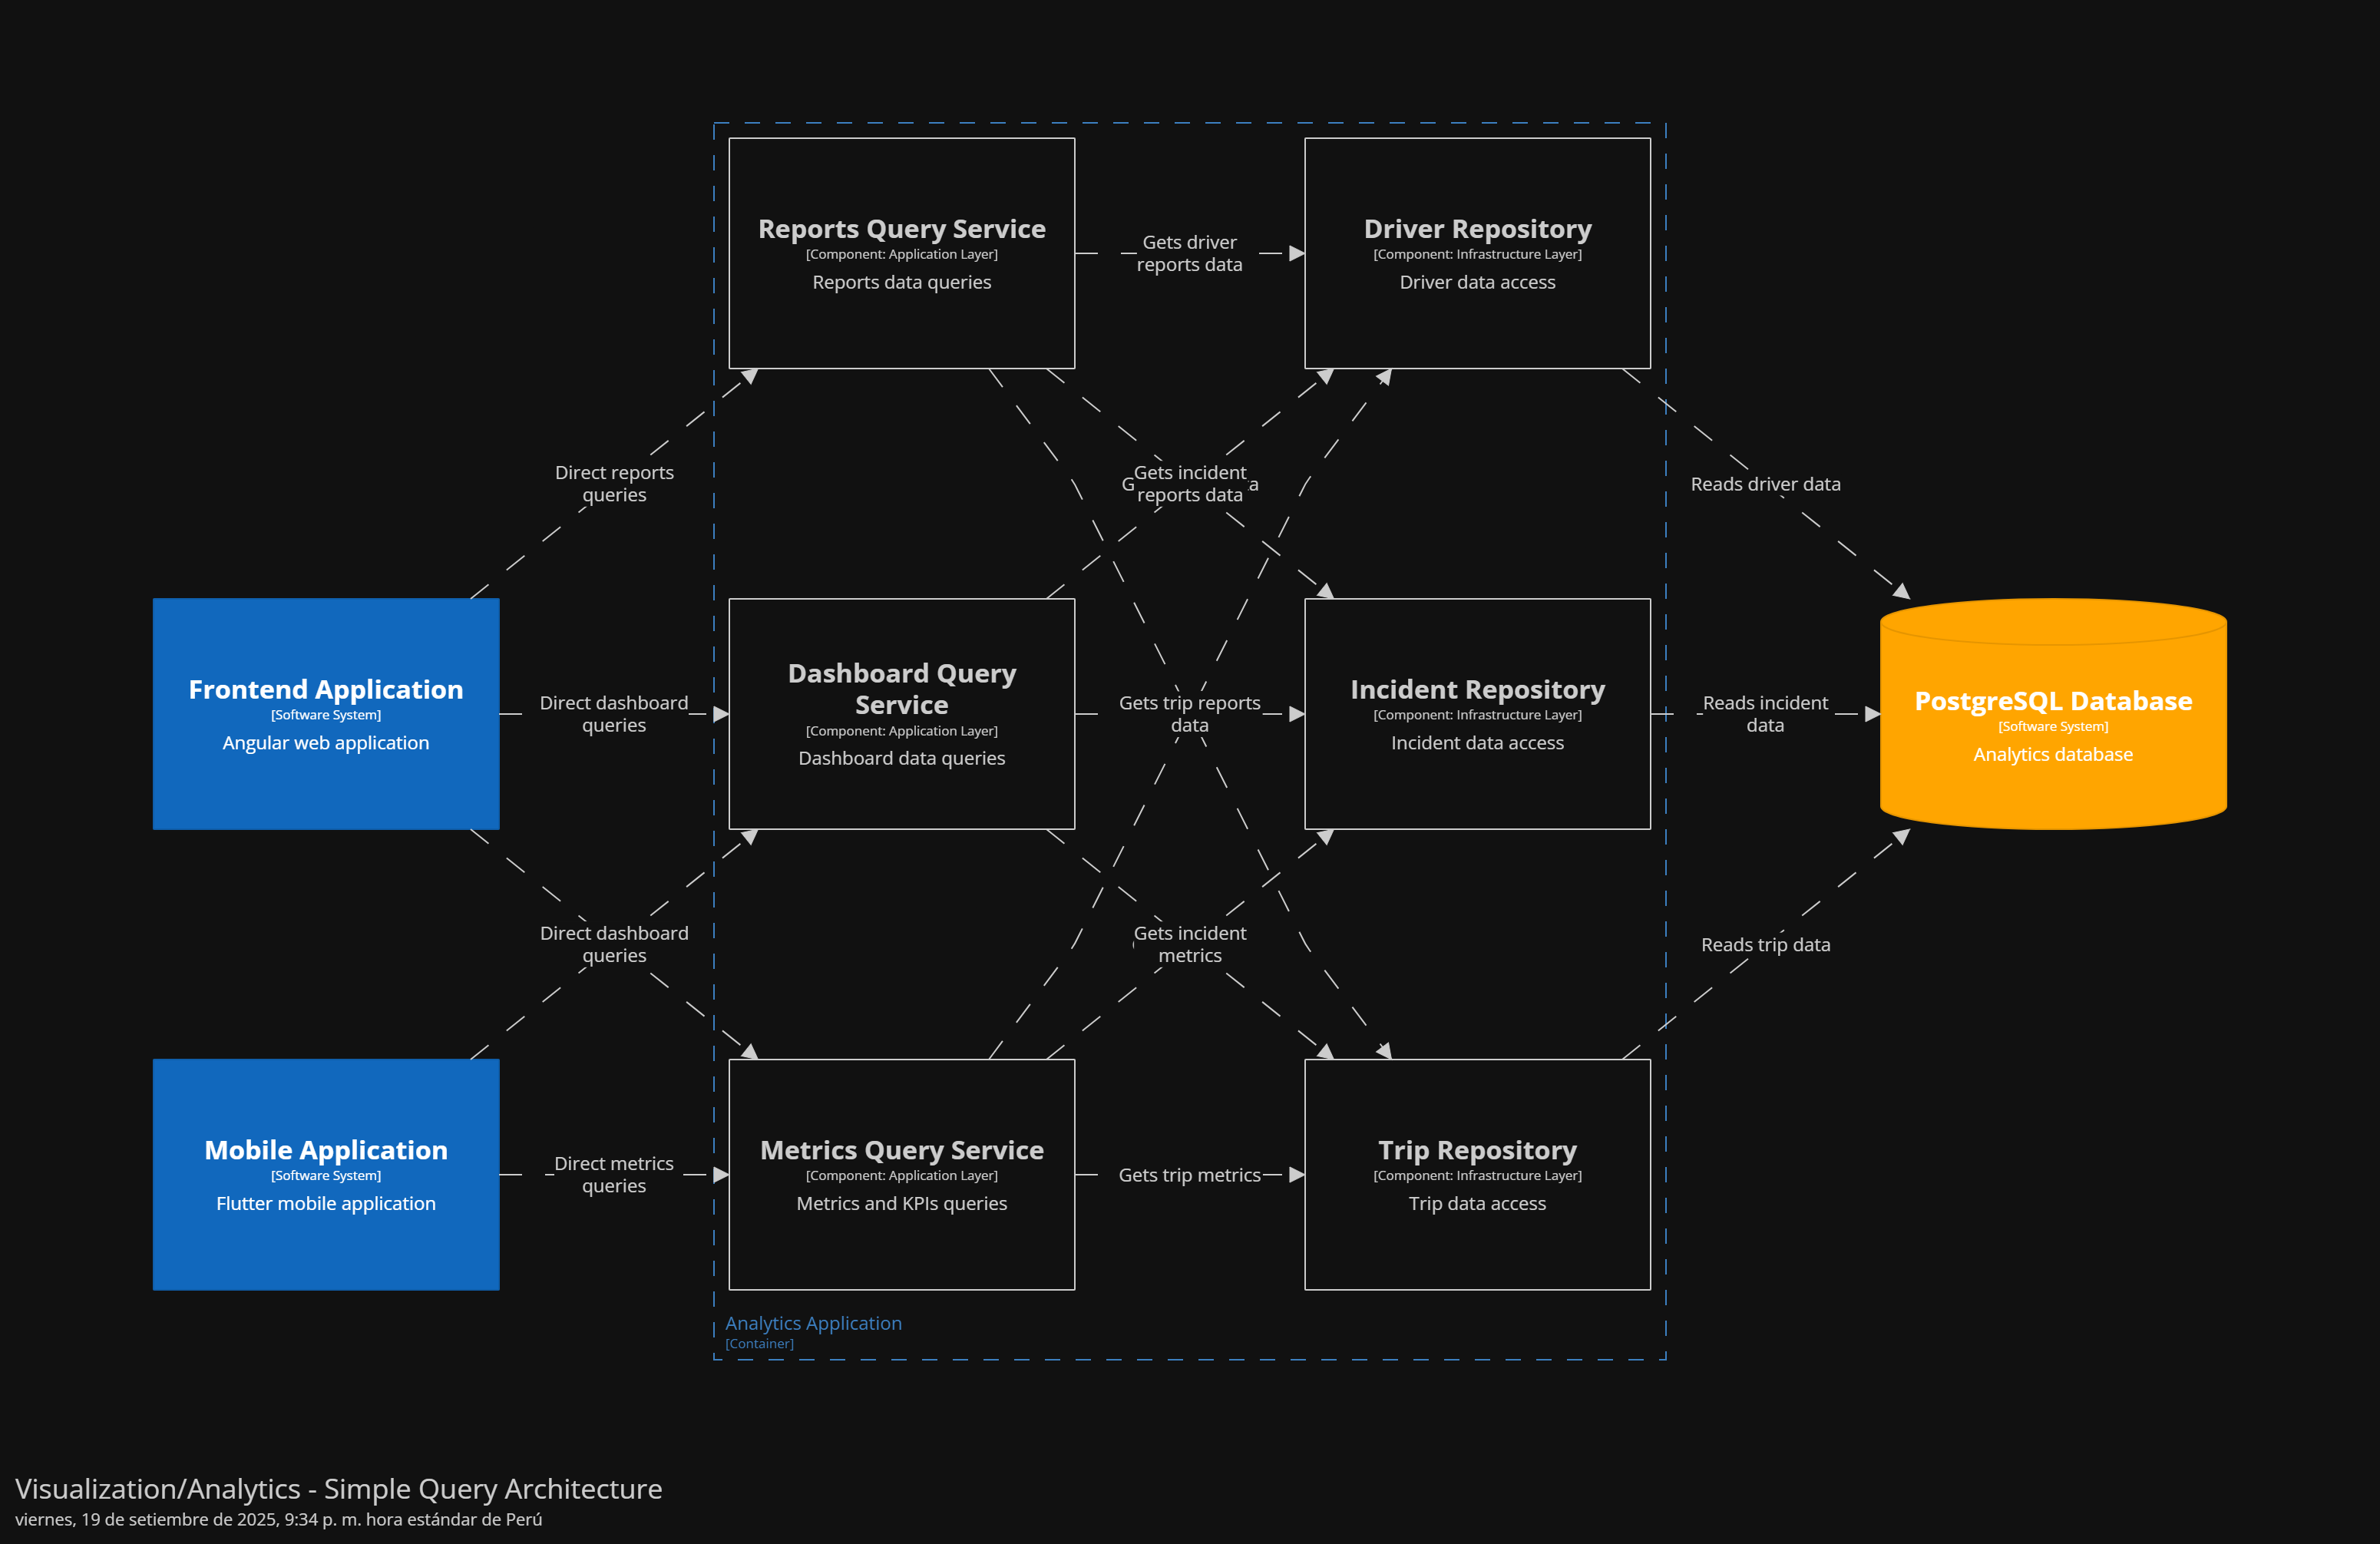 Reports Query Service
[Component: Application Layer]
Reports data queries
Gets driver
reports data
Driver Repository
[Component: Infrastructure Layer]
Driver data access
Direct reports
queries
Gets incident
reports data
Reads driver data
Frontend Application
[Software System]
Angular web application
Direct dashboard
queries
Dashboard Query
Service
[Component: Application Layer]
Dashboard data queries
Gets trip reports
data
Incident Repository
[Component: Infrastructure Layer]
Incident data access
Reads incident
data
PostgreSQL Database
[Software System]
Analytics database
Direct dashboard
queries
Gets incident
metrics
Reads trip data
Mobile Application
[Software System]
Flutter mobile application
Direct metrics
queries
Metrics Query Service
[Component: Application Layer]
Metrics and KPIs queries
Gets trip metrics
Trip Repository
[Component: Infrastructure Layer]
Trip data access
Analytics Application
[Container]
Visualization/Analytics - Simple Query Architecture
viernes, 19 de setiembre de 2025, 9:34 p. m. hora estándar de Perú